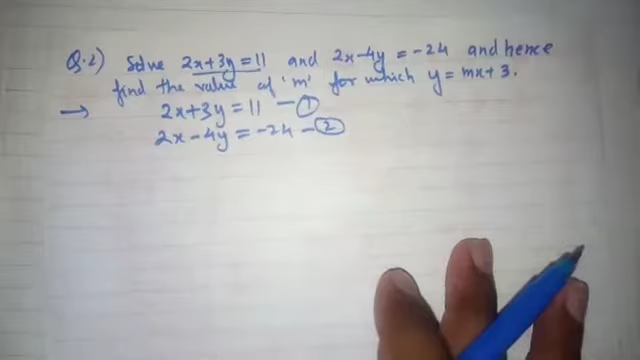 Q.2) Solve 2x+3y=11 and 2x-4y=-24 and hence
find the value of 'm' for which y=mx+3.
→ 2x+3y=11 —①
2x-4y=-24 —②